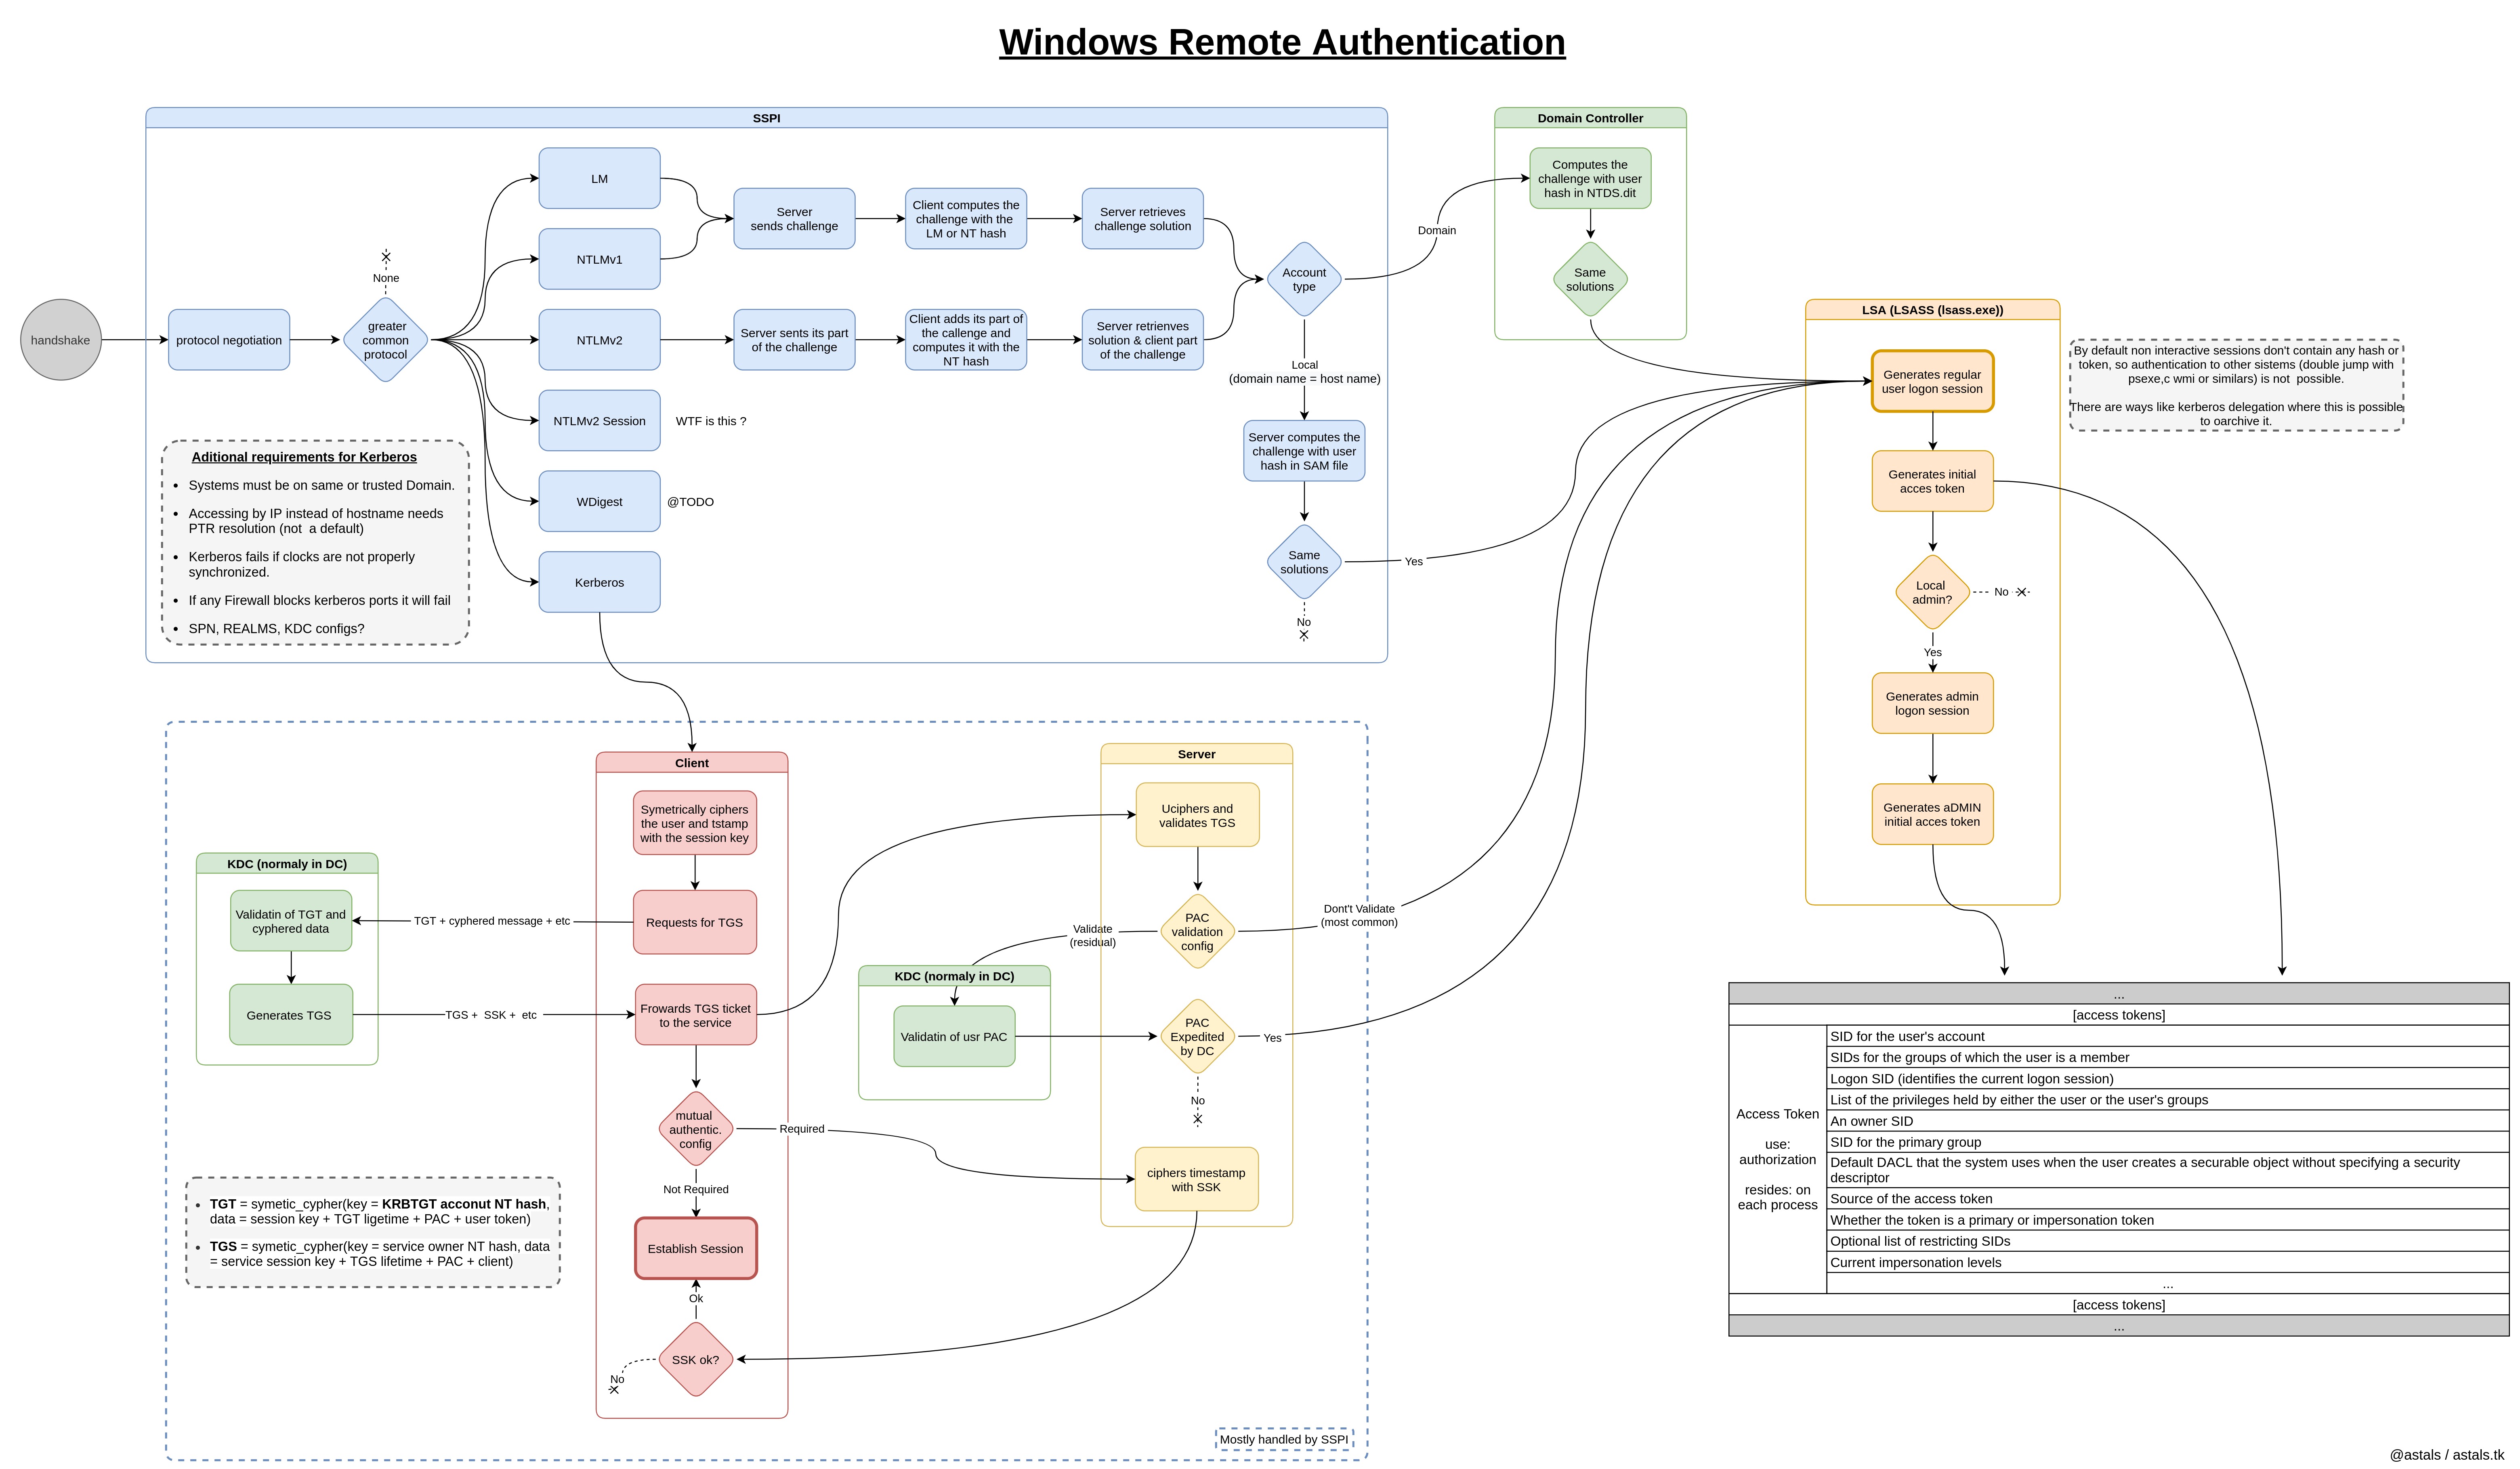 Windows Remote Authentication
SSPI
handshake
protocol negotiation
None
greater
common
protocol
LM
NTLMv1
NTLMv2
NTLMv2 Session
WTF is this ?
WDigest
@TODO
Kerberos
Server
sends challenge
Client computes the
challenge with the
LM or NT hash
Server retrieves
challenge solution
Server sents its part
of the challenge
Client adds its part of
the callenge and
computes it with the
NT hash
Server retrienves
solution & client part
of the challenge
Account
type
Local
(domain name = host name)
Server computes the
challenge with user
hash in SAM file
Same
solutions
No
Yes
Aditional requirements for Kerberos
• Systems must be on same or trusted Domain.
• Accessing by IP instead of hostname needs
PTR resolution (not  a default)
• Kerberos fails if clocks are not properly
synchronized.
• If any Firewall blocks kerberos ports it will fail
• SPN, REALMS, KDC configs?
Domain
Domain Controller
Computes the
challenge with user
hash in NTDS.dit
Same
solutions
LSA (LSASS (lsass.exe))
Generates regular
user logon session
Generates initial
acces token
Local
admin?
No
Yes
Generates admin
logon session
Generates aDMIN
initial acces token
By default non interactive sessions don't contain any hash or
token, so authentication to other sistems (double jump with
psexe,c wmi or similars) is not  possible.
There are ways like kerberos delegation where this is possible
to oarchive it.
Client
Symetrically ciphers
the user and tstamp
with the session key
Requests for TGS
TGT + cyphered message + etc
KDC (normaly in DC)
Validatin of TGT and
cyphered data
Generates TGS
TGS +  SSK +  etc
Frowards TGS ticket
to the service
mutual
authentic.
config
Required
Not Required
Establish Session
Ok
SSK ok?
No
Server
Uciphers and
validates TGS
PAC
validation
config
Dont't Validate
(most common)
Validate
(residual)
KDC (normaly in DC)
Validatin of usr PAC
PAC
Expedited
by DC
Yes
No
ciphers timestamp
with SSK
• TGT = symetic_cypher(key = KRBTGT acconut NT hash,
data = session key + TGT ligetime + PAC + user token)
• TGS = symetic_cypher(key = service owner NT hash, data
= service session key + TGS lifetime + PAC + client)
Mostly handled by SSPI
...
[access tokens]
Access Token
use:
authorization
resides: on
each process
SID for the user's account
SIDs for the groups of which the user is a member
Logon SID (identifies the current logon session)
List of the privileges held by either the user or the user's groups
An owner SID
SID for the primary group
Default DACL that the system uses when the user creates a securable object without specifying a security
descriptor
Source of the access token
Whether the token is a primary or impersonation token
Optional list of restricting SIDs
Current impersonation levels
...
[access tokens]
...
@astals / astals.tk